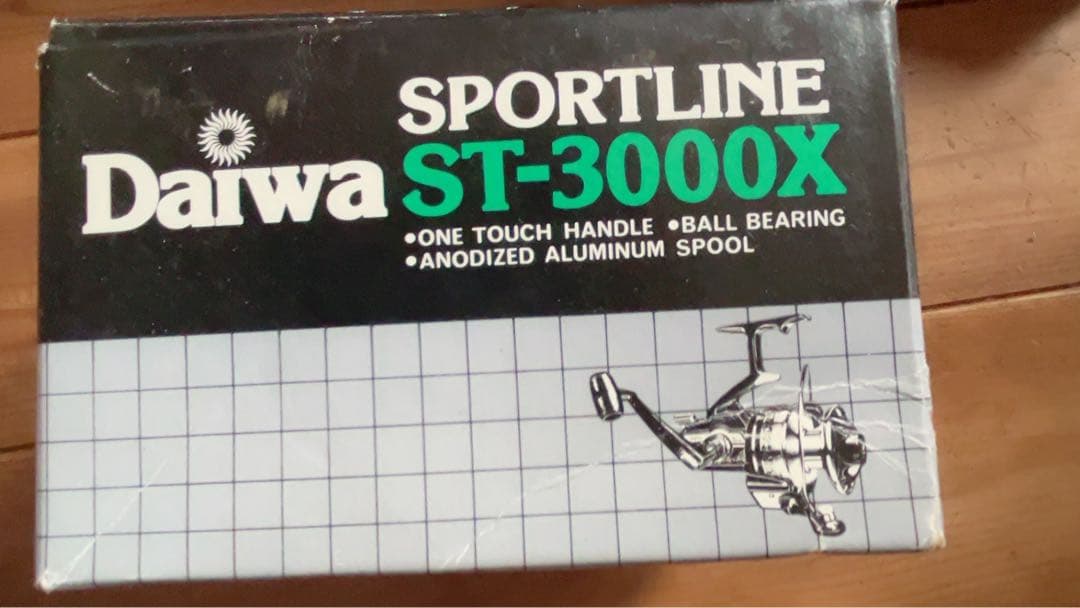 Daiwa
SPORTLINE
ST-3000X
•ONE TOUCH HANDLE •BALL BEARING
•ANODIZED ALUMINUM SPOOL